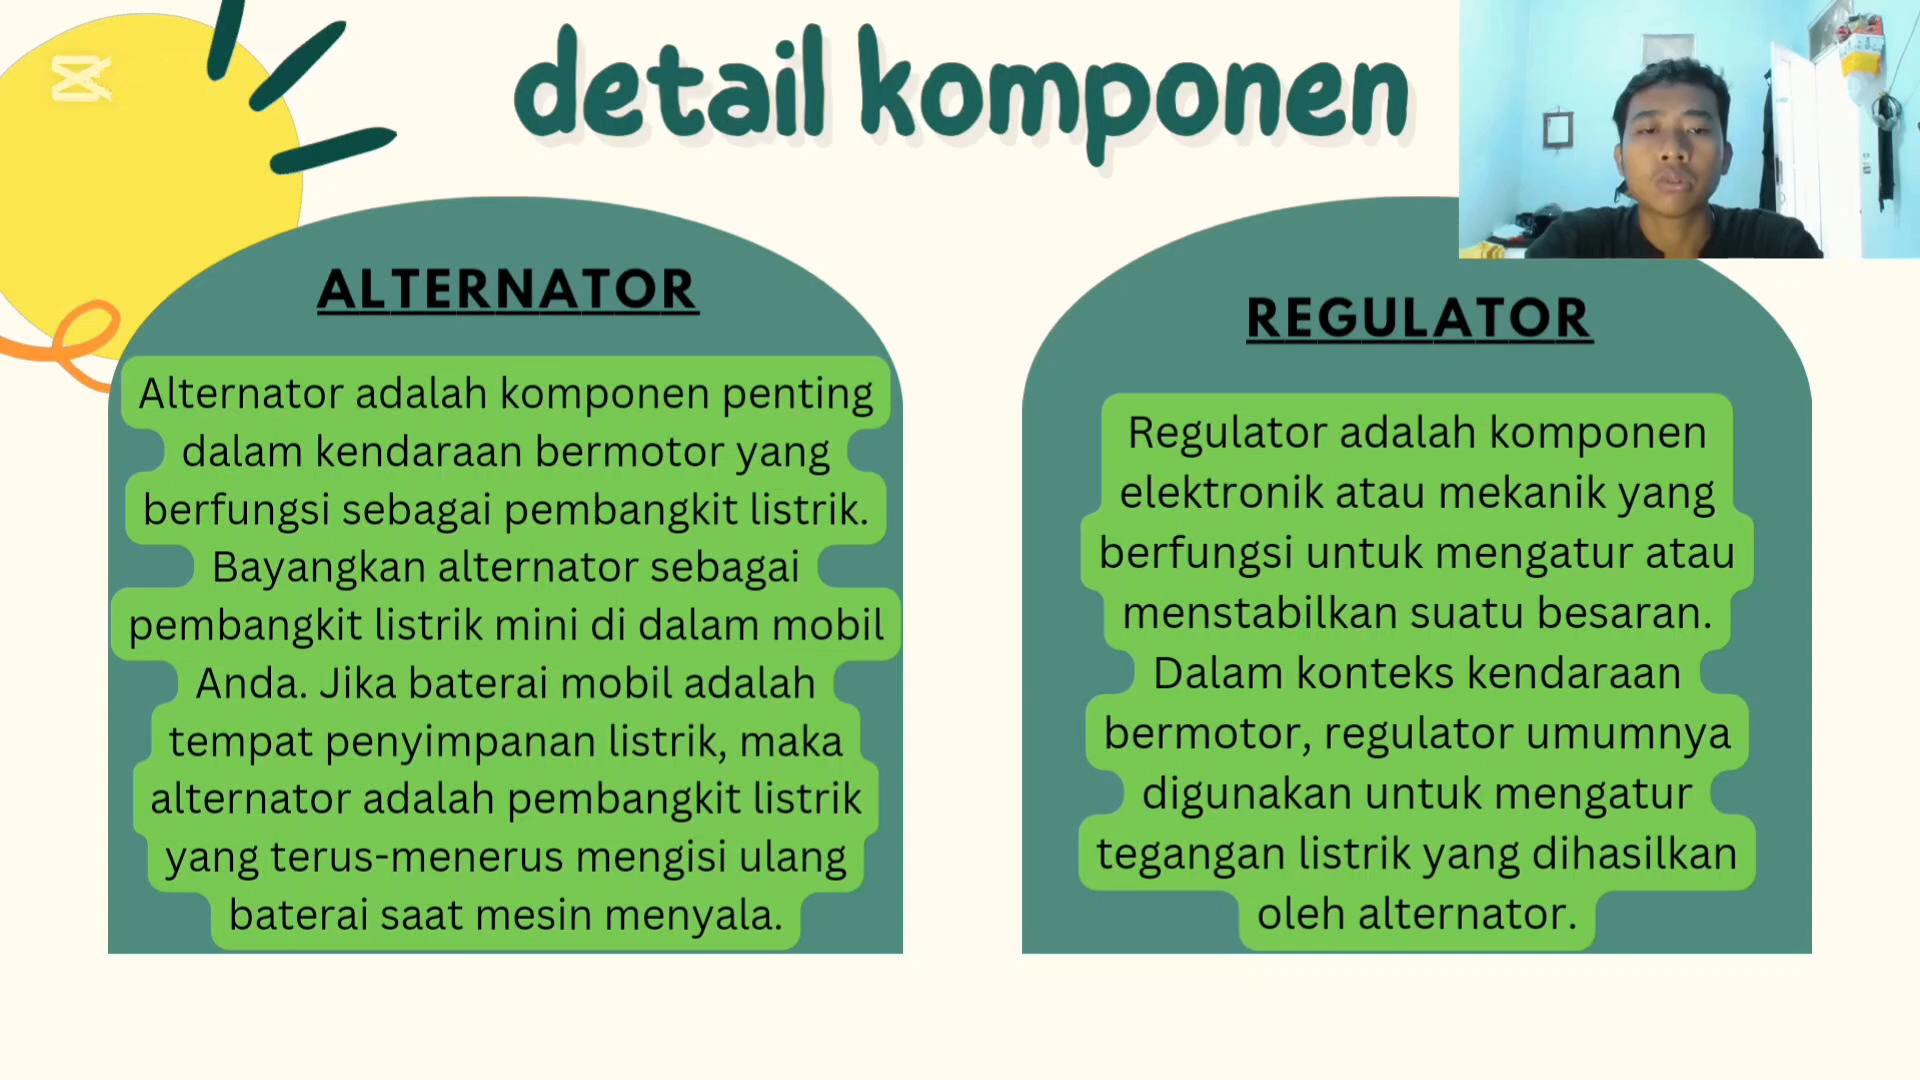 detail komponen
ALTERNATOR
Alternator adalah komponen penting
dalam kendaraan bermotor yang
berfungsi sebagai pembangkit listrik.
Bayangkan alternator sebagai
pembangkit listrik mini di dalam mobil
Anda. Jika baterai mobil adalah
tempat penyimpanan listrik, maka
alternator adalah pembangkit listrik
yang terus-menerus mengisi ulang
baterai saat mesin menyala.
REGULATOR
Regulator adalah komponen
elektronik atau mekanik yang
berfungsi untuk mengatur atau
menstabilkan suatu besaran.
Dalam konteks kendaraan
bermotor, regulator umumnya
digunakan untuk mengatur
tegangan listrik yang dihasilkan
oleh alternator.